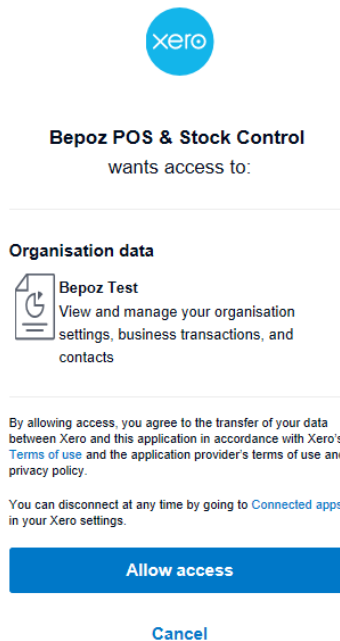 xero
Bepoz POS & Stock Control
wants access to:
Organisation data
Bepoz Test
View and manage your organisation
settings, business transactions, and
contacts
By allowing access, you agree to the transfer of your data
between Xero and this application in accordance with Xero's
Terms of use and the application provider's terms of use and
privacy policy.
You can disconnect at any time by going to Connected apps
in your Xero settings.
Allow access
Cancel